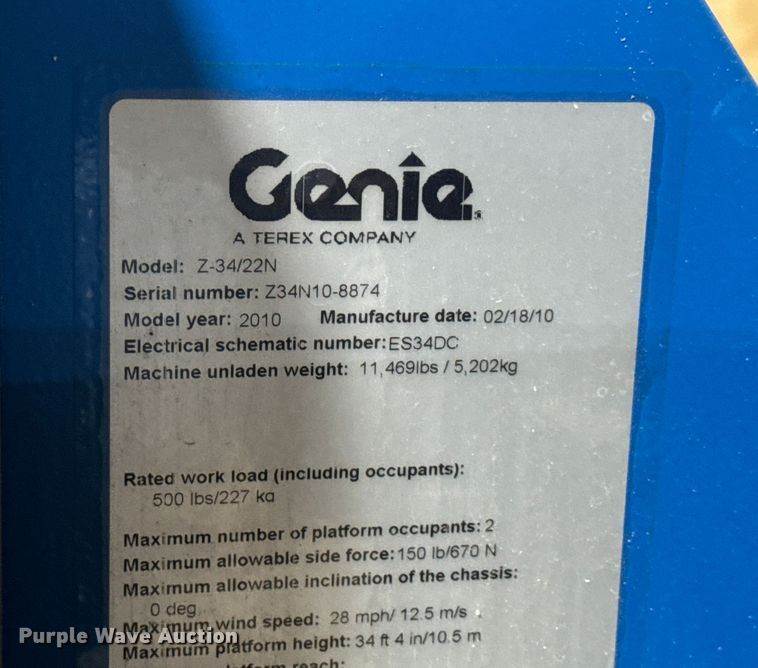 Genie
A TEREX COMPANY
Model: Z-34/22N
Serial number: Z34N10-8874
Model year: 2010 Manufacture date: 02/18/10
Electrical schematic number: ES34DC
Machine unladen weight: 11,469lbs / 5,202kg
Rated work load (including occupants):
500 lbs/227 kg
Maximum number of platform occupants: 2
Maximum allowable side force: 150 lb/670 N
Maximum allowable inclination of the chassis:
0 deg
Maximum wind speed: 28 mph/ 12.5 m/s
Purple Wave Auction
Maximum platform height: 34 ft 4 in/10.5 m
reach: